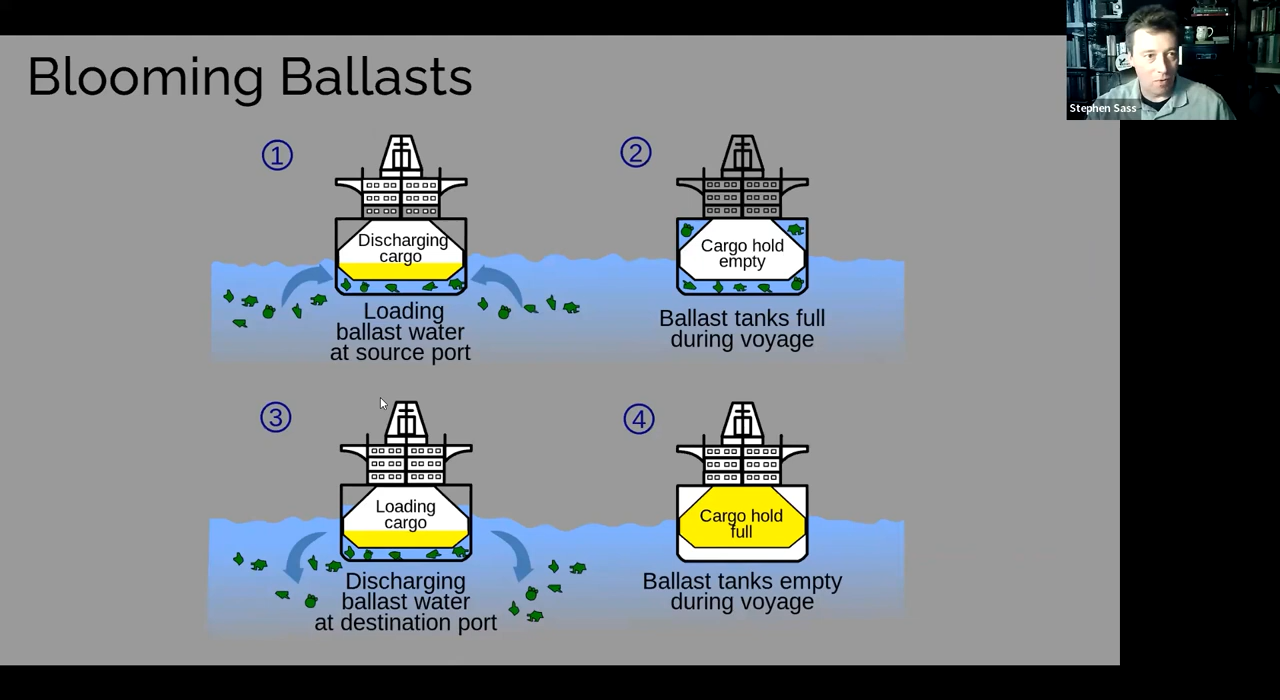 Blooming Ballasts
Stephen Sass
1
Discharging
cargo
Loading
ballast water
at source port
2
Cargo hold
empty
Ballast tanks full
during voyage
3
Loading
cargo
Discharging
ballast water
at destination port
4
Cargo hold
full
Ballast tanks empty
during voyage